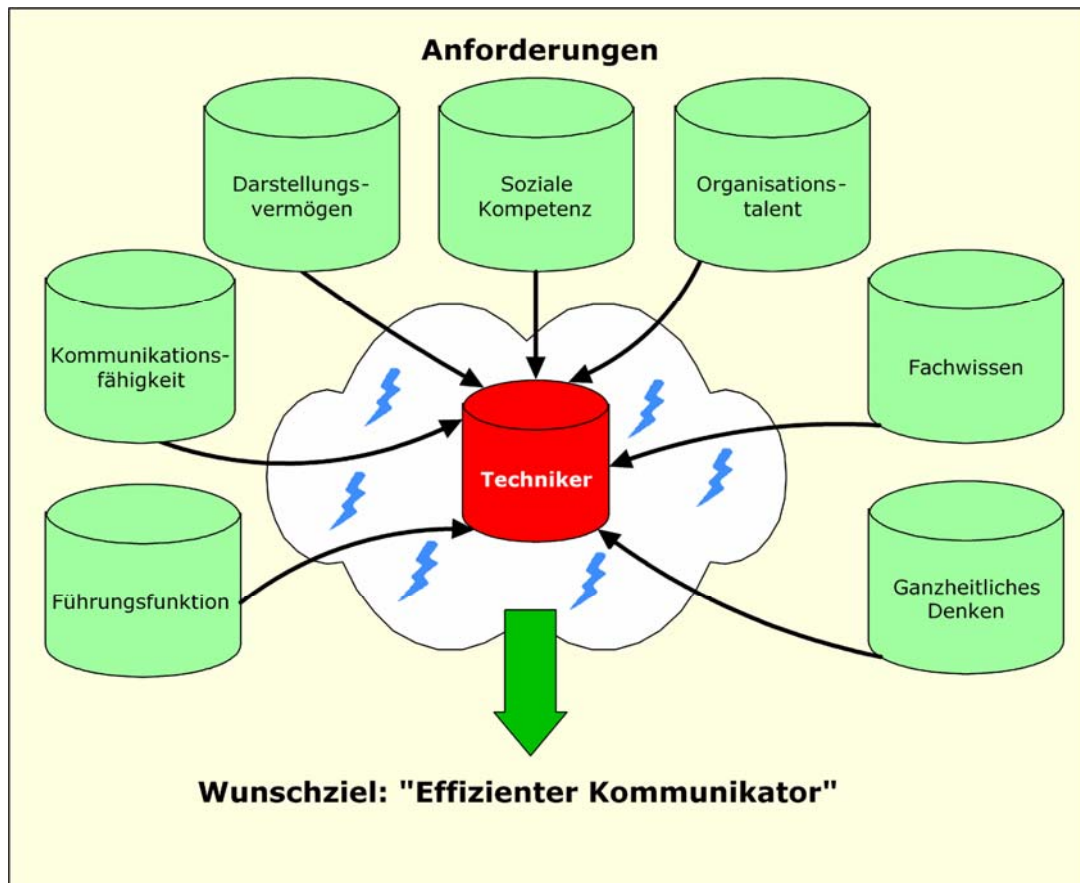 Anforderungen
Darstellungs-
vermögen
Soziale
Kompetenz
Organisations-
talent
Kommunikations-
fähigkeit
Fachwissen
Techniker
Führungsfunktion
Ganzheitliches
Denken
Wunschziel: "Effizienter Kommunikator"